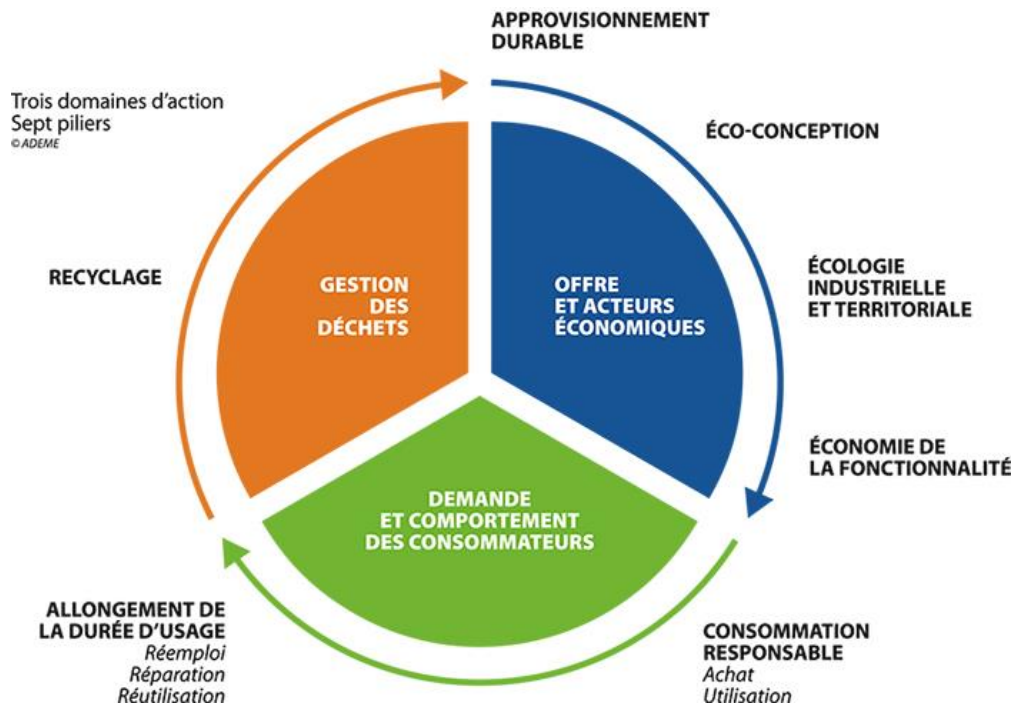 Trois domaines d'action
Sept piliers
© ADEME
APPROVISIONNEMENT
DURABLE
ÉCO-CONCEPTION
ÉCOLOGIE
INDUSTRIELLE
ET TERRITORIALE
ÉCONOMIE DE
LA FONCTIONNALITÉ
CONSOMMATION
RESPONSABLE
Achat
Utilisation
ALLONGEMENT DE
LA DURÉE D'USAGE
Réemploi
Réparation
Réutilisation
RECYCLAGE
GESTION
DES
DÉCHETS
OFFRE
ET ACTEURS
ÉCONOMIQUES
DEMANDE
ET COMPORTEMENT
DES CONSOMMATEURS